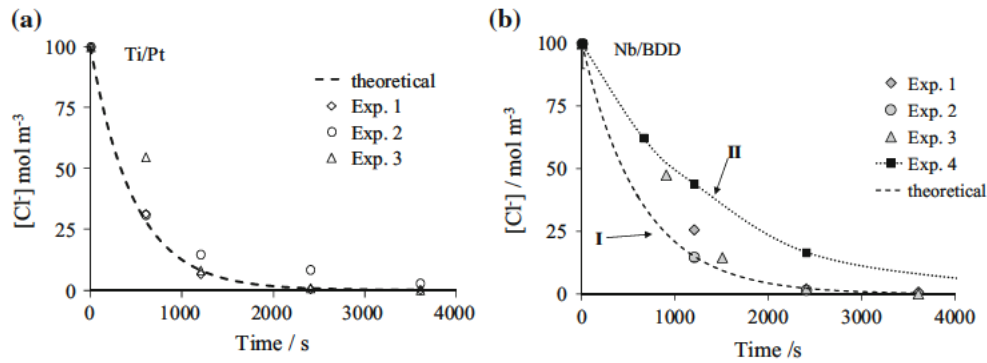 (a)
Ti/Pt
[Cl-] mol m-3
100
75
50
25
0
theoretical
Exp. 1
Exp. 2
Exp. 3
0 1000 2000 3000 4000
Time / s
(b)
Nb/BDD
[Cl-] / mol m-3
100
75
50
25
0
Exp. 1
Exp. 2
Exp. 3
Exp. 4
theoretical
II
I
0 1000 2000 3000 4000
Time /s